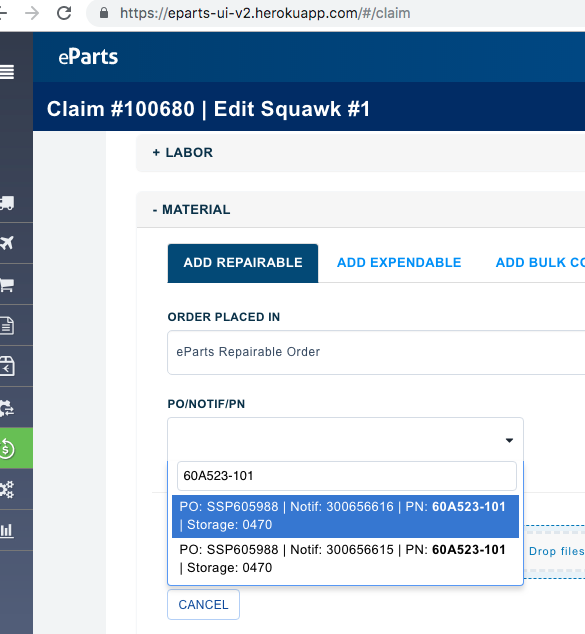 https://eparts-ui-v2.herokuapp.com/#/claim
eParts
Claim #100680 | Edit Squawk #1
+ LABOR
- MATERIAL
ADD REPAIRABLE ADD EXPENDABLE ADD BULK CO
ORDER PLACED IN
eParts Repairable Order
PO/NOTIF/PN
60A523-101
PO: SSP605988 | Notif: 300656616 | PN: 60A523-101
| Storage: 0470
PO: SSP605988 | Notif: 300656615 | PN: 60A523-101
| Storage: 0470
Drop files
CANCEL